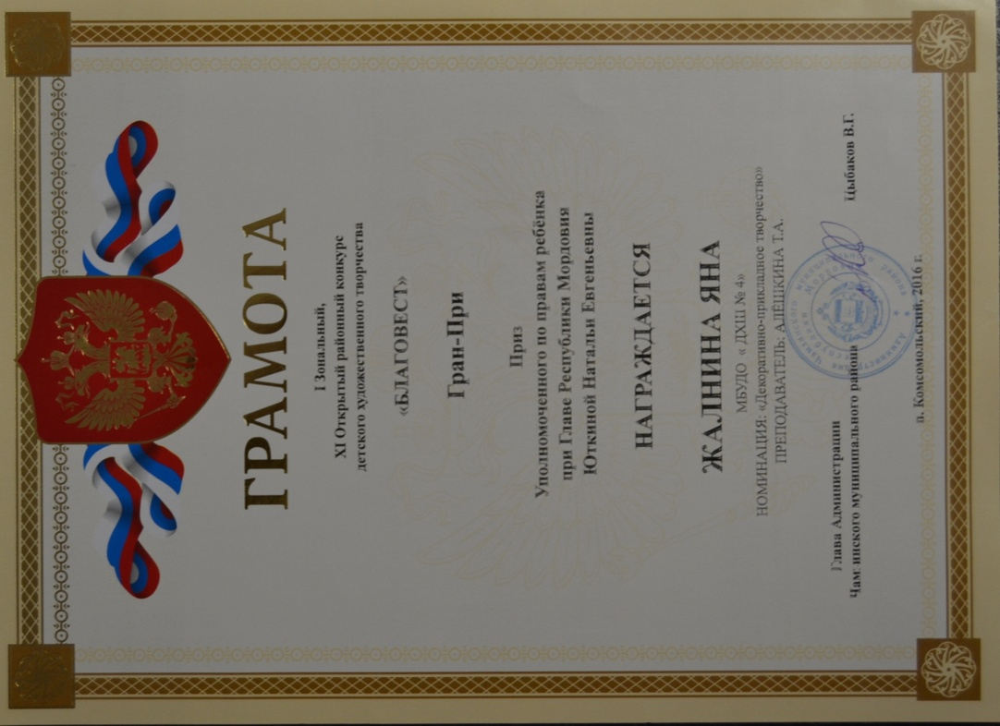 ГРАМОТА
I Зональный,
XI Открытый районный конкурс
детского художественного творчества
«БЛАГОВЕСТ»
Гран-При
Приз
Уполномоченного по правам ребёнка
при Главе Республики Мордовия
Юткиной Натальи Евгеньевны
НАГРАЖДАЕТСЯ
ЖАЛНИНА ЯНА
МБУДО « ДХШ № 4»
НОМИНАЦИЯ: «Декоративно-прикладное творчество»
ПРЕПОДАВАТЕЛЬ: АЛЁШКИНА Т.А.
Глава Администрации
Чамзинского муниципального района Цыбаков В.Г.
п. Комсомольский, 2016 г.